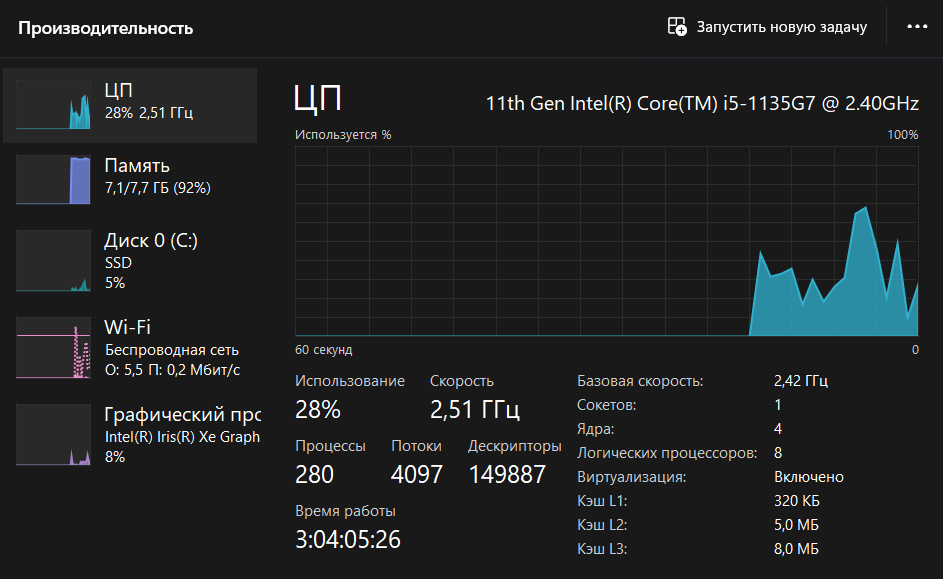 Производительность
Запустить новую задачу
ЦП
28% 2,51 ГГц
Память
7,1/7,7 ГБ (92%)
Диск 0 (C:)
SSD
5%
Wi-Fi
Беспроводная сеть
О: 5,5 П: 0,2 Мбит/с
Графический прс
Intel(R) Iris(R) Xe Graph
8%
ЦП
11th Gen Intel(R) Core(TM) i5-1135G7 @ 2.40GHz
Используется %
100%
60 секунд
0
Использование
28%
Скорость
2,51 ГГц
Процессы
280
Потоки
4097
Дескрипторы
149887
Время работы
3:04:05:26
Базовая скорость: 2,42 ГГц
Сокетов: 1
Ядра: 4
Логических процессоров: 8
Виртуализация: Включено
Кэш L1: 320 КБ
Кэш L2: 5,0 МБ
Кэш L3: 8,0 МБ